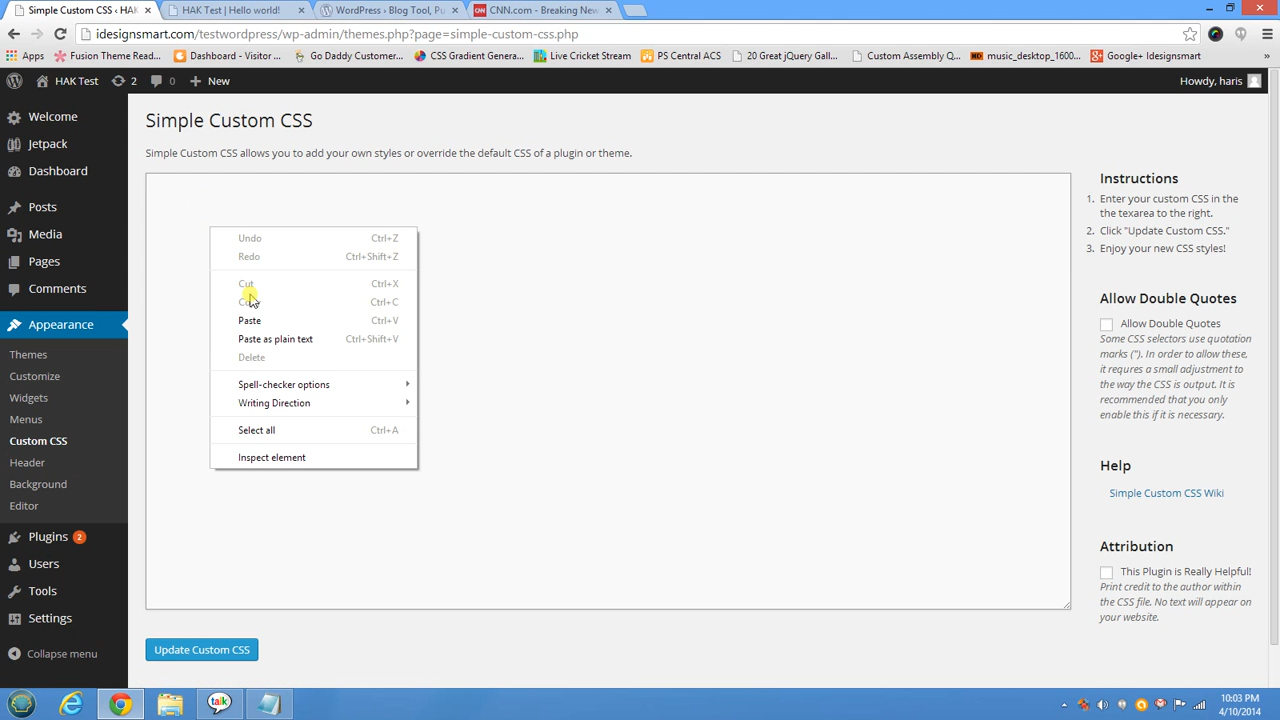 Simple Custom CSS ‹ HAK
HAK Test | Hello world!
WordPress › Blog Tool, Pu
CNN.com - Breaking New
idesignsmart.com/testwordpress/wp-admin/themes.php?page=simple-custom-css.php
Apps
Fusion Theme Read...
Dashboard - Visitor ...
Go Daddy Customer...
CSS Gradient Genera...
Live Cricket Stream
PS Central ACS
20 Great jQuery Gall...
Custom Assembly Q...
music_desktop_1600...
Google+ Idesignsmart
»
HAK Test
2
0
New
Howdy, haris
Welcome
Jetpack
Dashboard
Posts
Media
Pages
Comments
Appearance
Themes
Customize
Widgets
Menus
Custom CSS
Header
Background
Editor
Plugins 2
Users
Tools
Settings
Collapse menu
Simple Custom CSS
Simple Custom CSS allows you to add your own styles or override the default CSS of a plugin or theme.
Undo Ctrl+Z
Redo Ctrl+Shift+Z
Cut Ctrl+X
Ctrl+C
Paste Ctrl+V
Paste as plain text Ctrl+Shift+V
Delete
Spell-checker options
Writing Direction
Select all Ctrl+A
Inspect element
Update Custom CSS
Instructions
1. Enter your custom CSS in the
the texarea to the right.
2. Click "Update Custom CSS."
3. Enjoy your new CSS styles!
Allow Double Quotes
Allow Double Quotes
Some CSS selectors use quotation
marks ("). In order to allow these,
it requres a small adjustment to
the way the CSS is output. It is
recommended that you only
enable this if it is necessary.
Help
Simple Custom CSS Wiki
Attribution
This Plugin is Really Helpful!
Print credit to the author within
the CSS file. No text will appear on
your website.
talk
10:03 PM
4/10/2014